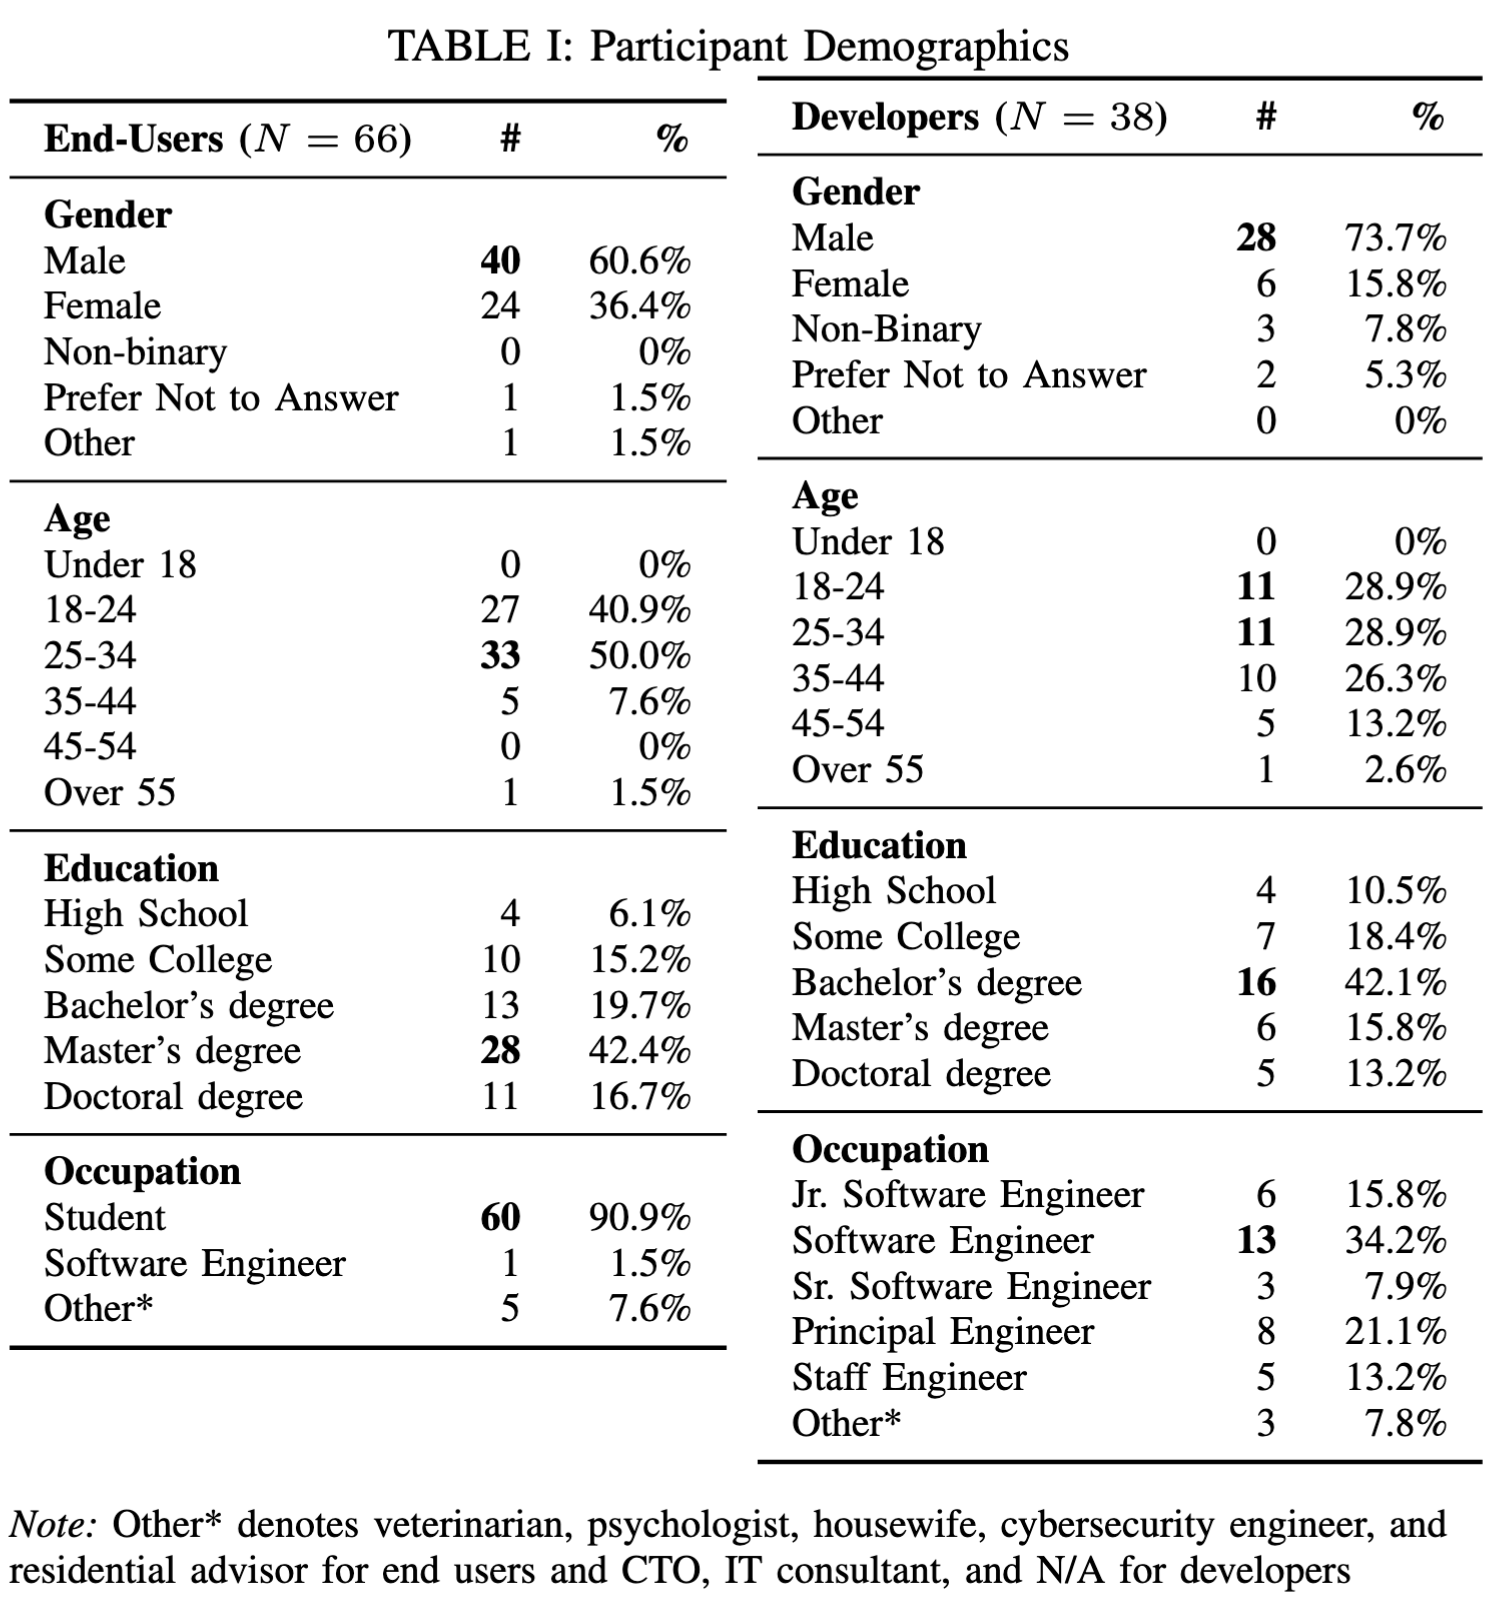 TABLE I: Participant Demographics
End-Users (N = 66) # %
Gender
Male 40 60.6%
Female 24 36.4%
Non-binary 0 0%
Prefer Not to Answer 1 1.5%
Other 1 1.5%
Age
Under 18 0 0%
18-24 27 40.9%
25-34 33 50.0%
35-44 5 7.6%
45-54 0 0%
Over 55 1 1.5%
Education
High School 4 6.1%
Some College 10 15.2%
Bachelor’s degree 13 19.7%
Master’s degree 28 42.4%
Doctoral degree 11 16.7%
Occupation
Student 60 90.9%
Software Engineer 1 1.5%
Other* 5 7.6%
Developers (N = 38) # %
Gender
Male 28 73.7%
Female 6 15.8%
Non-Binary 3 7.8%
Prefer Not to Answer 2 5.3%
Other 0 0%
Age
Under 18 0 0%
18-24 11 28.9%
25-34 11 28.9%
35-44 10 26.3%
45-54 5 13.2%
Over 55 1 2.6%
Education
High School 4 10.5%
Some College 7 18.4%
Bachelor’s degree 16 42.1%
Master’s degree 6 15.8%
Doctoral degree 5 13.2%
Occupation
Jr. Software Engineer 6 15.8%
Software Engineer 13 34.2%
Sr. Software Engineer 3 7.9%
Principal Engineer 8 21.1%
Staff Engineer 5 13.2%
Other* 3 7.8%
Note: Other* denotes veterinarian, psychologist, housewife, cybersecurity engineer, and
residential advisor for end users and CTO, IT consultant, and N/A for developers